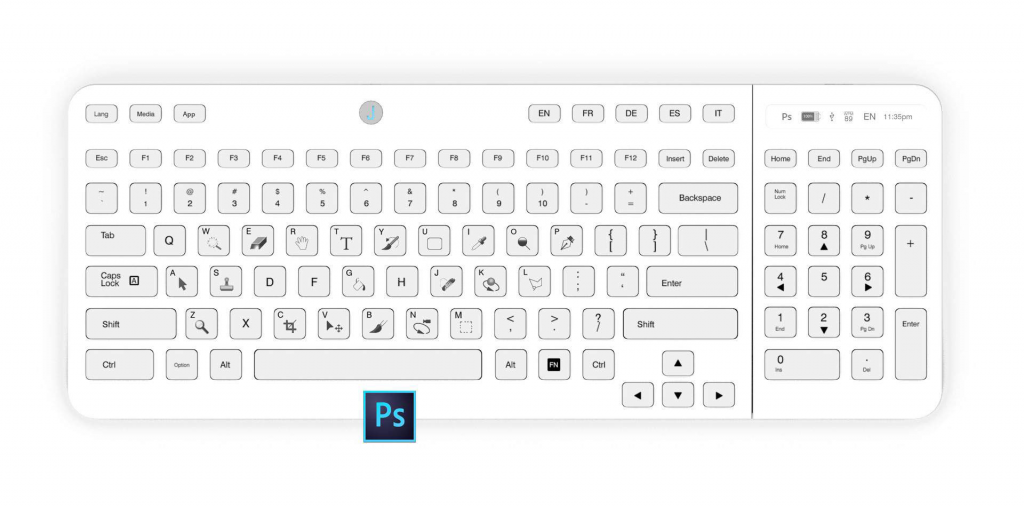 Lang Media App J EN FR DE ES IT Ps EN 11:35pm
Esc F1 F2 F3 F4 F5 F6 F7 F8 F9 F10 F11 F12 Insert Delete Home End PgUp PgDn
~ ! @ # $ % ^ & * ( ) ) +
` 1 2 3 4 5 6 7 8 9 10 - = Backspace Num Lock / * -
Tab Q W E R T T Y U I O P { [ } ] | \ 7 Home 8 9 Pg Up +
Caps Lock A A S D F G H J K L : ; “ ‘ Enter 4 5 6
Shift Z X C V B N M < , > . ? / Shift 1 End 2 3 Pg Dn Enter
Ctrl Option Alt Alt FN Ctrl 0 Ins . Del
Ps